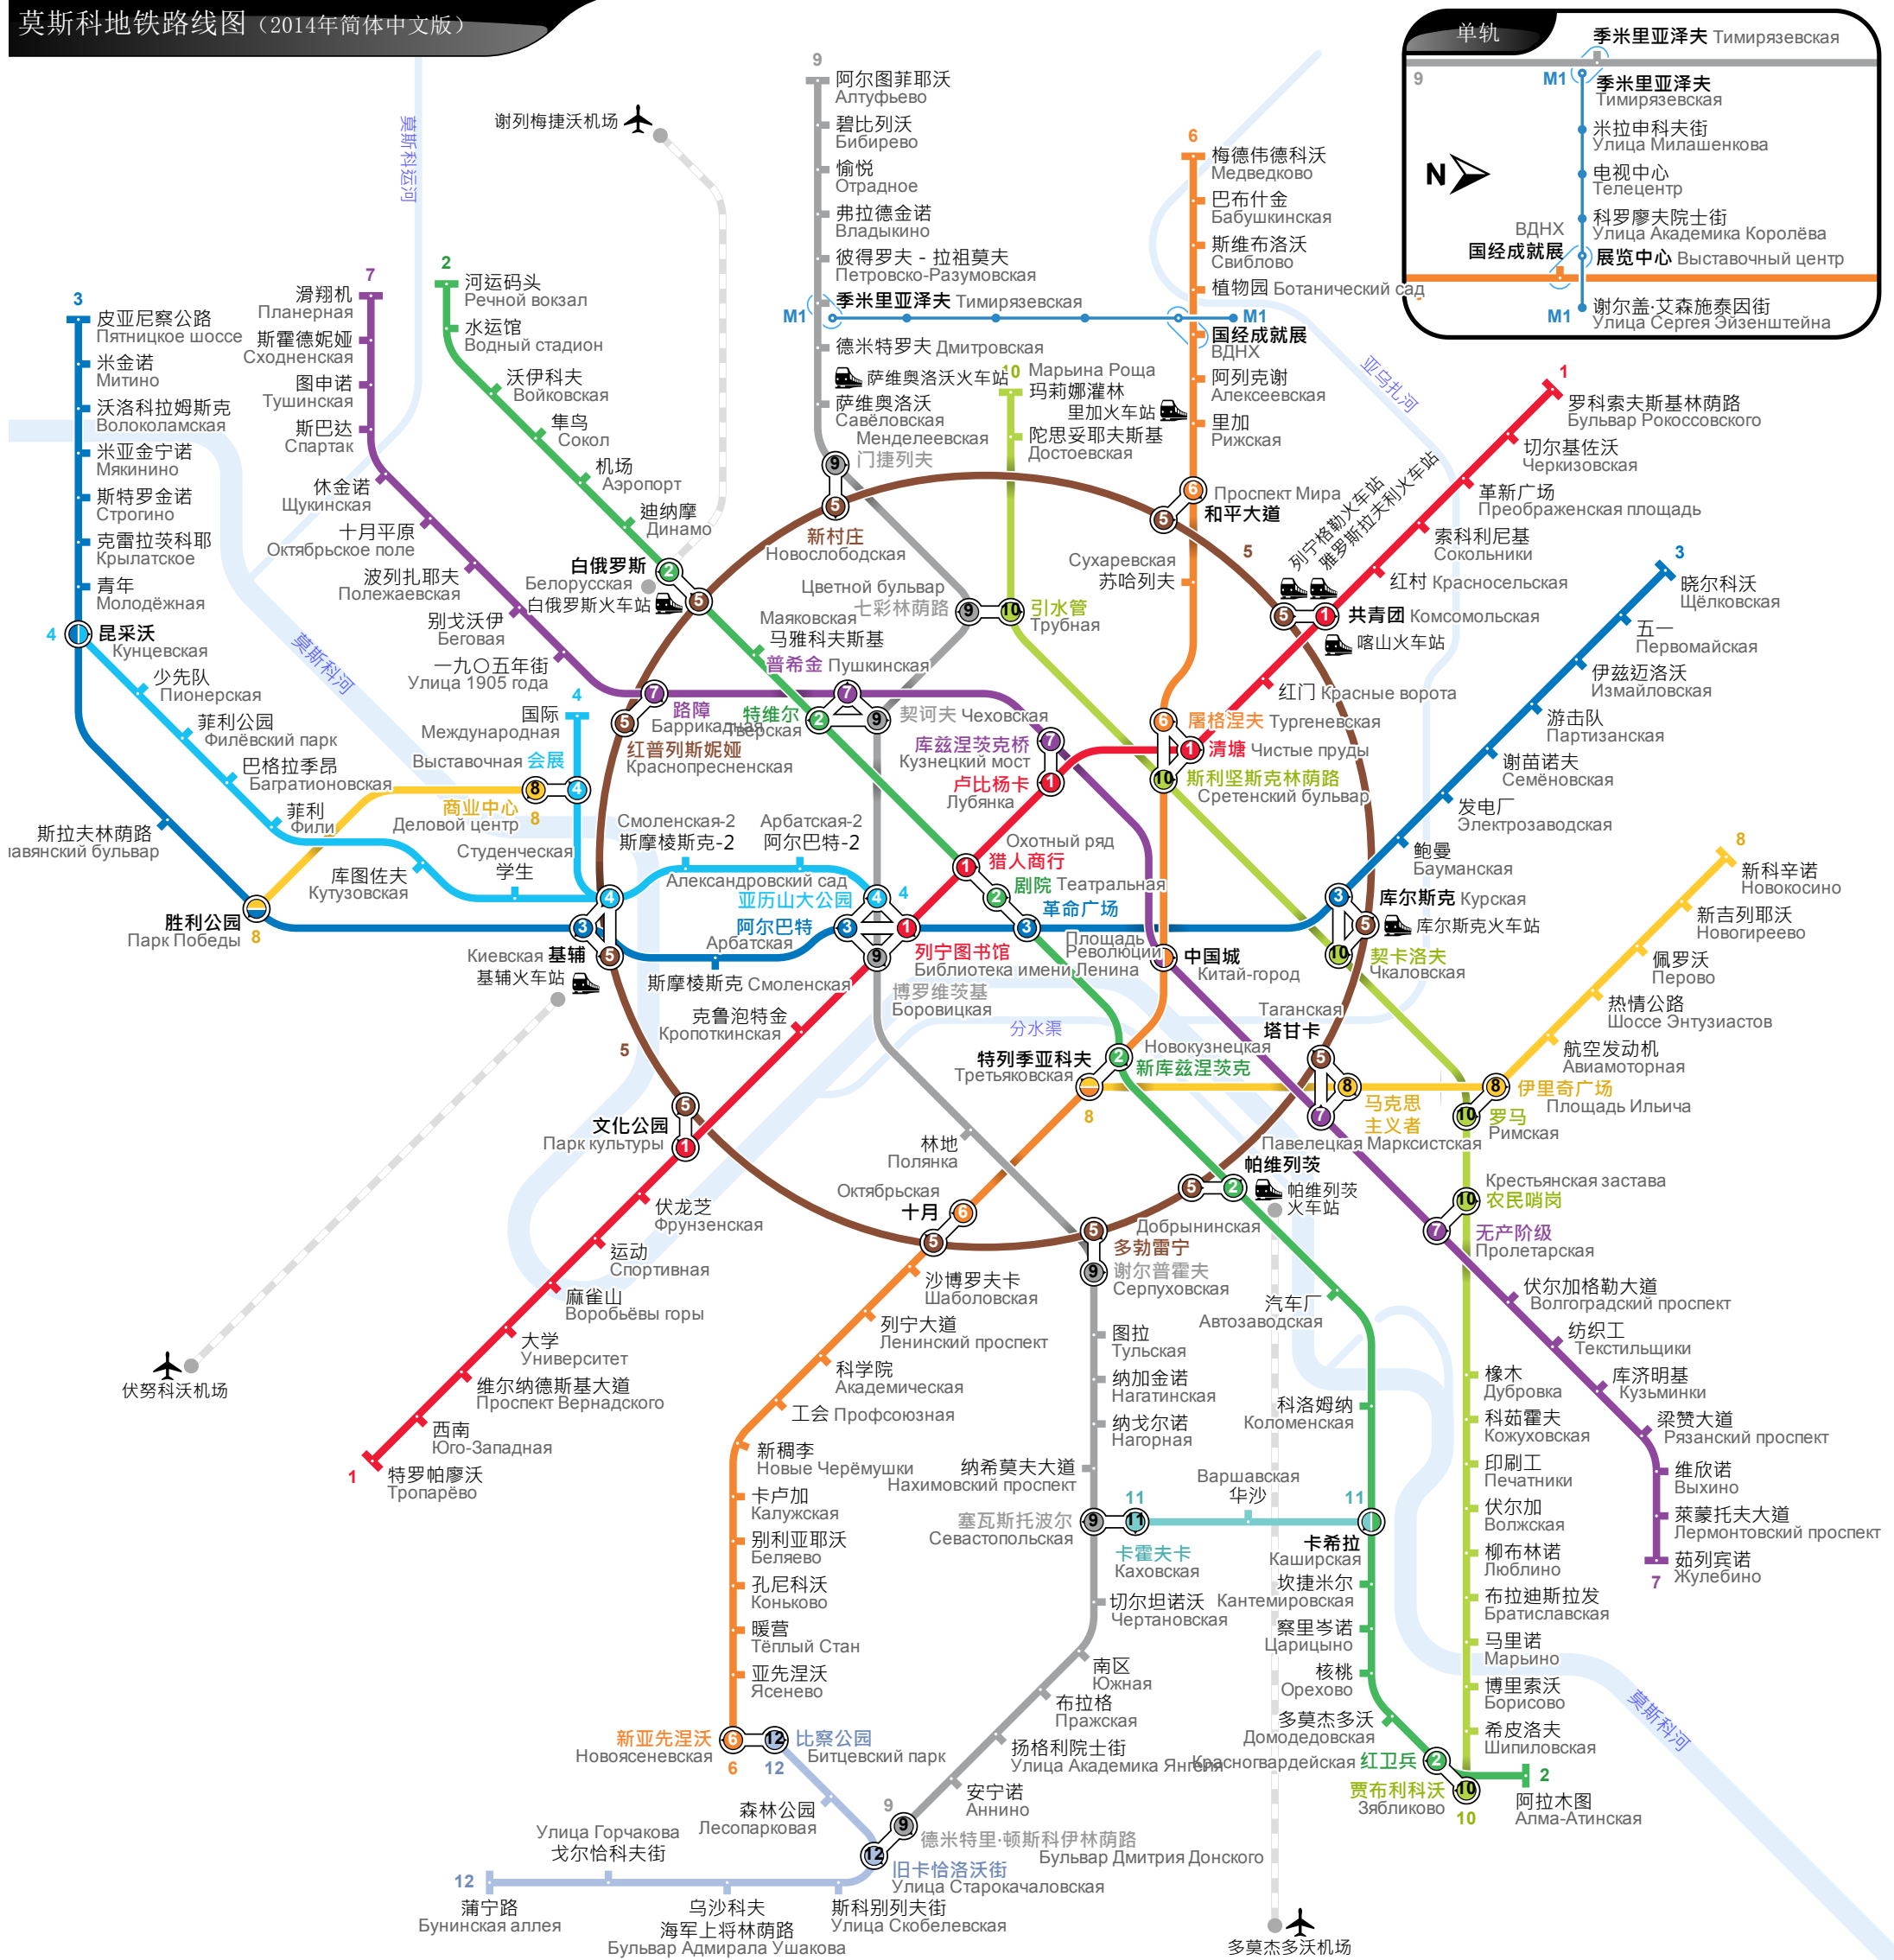 莫斯科地铁路线图（2014年简体中文版）
单轨
季米里亚泽夫 Тимирязевская
9
M1
季米里亚泽夫
Тимирязевская
米拉申科夫街
Улица Милашенкова
电视中心
Телецентр
科罗廖夫院士街
Улица Академика Королёва
ВДНХ
国经成就展
展览中心 Выставочный центр
谢尔盖·艾森施泰因街
Улица Сергея Эйзенштейна
M1
N
9
阿尔图菲耶沃
Алтуфьево
碧比列沃
Бибирево
愉悦
Отрадное
弗拉德金诺
Владыкино
彼得罗夫 - 拉祖莫夫
Петровско-Разумовская
季米里亚泽夫 Тимирязевская
M1
M1
德米特罗夫 Дмитровская
萨维奥洛沃火车站
萨维奥洛沃
Савёловская
Менделеевская
门捷列夫
谢列梅捷沃机场
莫斯科运河
6
梅德伟德科沃
Медведково
巴布什金
Бабушкинская
斯维布洛沃
Свиблово
植物园 Ботанический сад
国经成就展
ВДНХ
阿列克谢
Алексеевская
里加火车站
里加
Рижская
Проспект Мира
和平大道
Сухаревская
苏哈列夫
10
Марьина Роща
玛莉娜灌林
陀思妥耶夫斯基
Достоевская
亚乌扎河
3
皮亚尼察公路
Пятницкое шоссе
米金诺
Митино
沃洛科拉姆斯克
Волоколамская
米亚金宁诺
Мякинино
斯特罗金诺
Строгино
克雷拉茨科耶
Крылатское
青年
Молодёжная
4
昆采沃
Кунцевская
少先队
Пионерская
菲利公园
Филёвский парк
巴格拉季昂
Багратионовская
菲利
Фили
斯拉夫林荫路
лавянский бульвар
库图佐夫
Кутузовская
Студенческая
学生
胜利公园
Парк Победы
8
7
滑翔机
Планерная
斯霍德妮娅
Сходненская
图申诺
Тушинская
斯巴达
Спартак
休金诺
Щукинская
十月平原
Октябрьское поле
波列扎耶夫
Полежаевская
别戈沃伊
Беговая
一九〇五年街
Улица 1905 года
2
河运码头
Речной вокзал
水运馆
Водный стадион
沃伊科夫
Войковская
隼鸟
Сокол
机场
Аэропорт
迪纳摩
Динамо
白俄罗斯
Белорусская
白俄罗斯火车站
莫斯科河
4
国际
Международная
Выставочная 会展
商业中心
Деловой центр
8
新村庄
Новослободская
Цветной бульвар
七彩林荫路
引水管
Трубная
Маяковская
马雅科夫斯基
普希金 Пушкинская
路障
Баррикадная
特维尔
Тверская
契诃夫 Чеховская
红普列斯妮娅
Краснопресненская
库兹涅茨克桥
Кузнецкий мост
卢比杨卡
Лубянка
屠格涅夫 Тургеневская
清塘 Чистые пруды
斯利坚斯克林荫路
Сретенский бульвар
5
列宁格勒火车站
雅罗斯拉夫利火车站
共青团 Комсомольская
喀山火车站
红门 Красные ворота
1
罗科索夫斯基林荫路
Бульвар Рокоссовского
切尔基佐沃
Черкизовская
革新广场
Преображенская площадь
索科利尼基
Сокольники
红村 Красносельская
3
晓尔科沃
Щёлковская
五一
Первомайская
伊兹迈洛沃
Измайловская
游击队
Партизанская
谢苗诺夫
Семёновская
发电厂
Электрозаводская
鲍曼
Бауманская
库尔斯克 Курская
库尔斯克火车站
契卡洛夫
Чкаловская
8
新科辛诺
Новокосино
新吉列耶沃
Новогиреево
佩罗沃
Перово
热情公路
Шоссе Энтузиастов
航空发动机
Авиамоторная
伊里奇广场
Площадь Ильича
罗马
Римская
Смоленская-2
斯摩棱斯克-2
Арбатская-2
阿尔巴特-2
Александровский сад
亚历山大公园
4
阿尔巴特
Арбатская
Охотный ряд
猎人商行
剧院 Театральная
革命广场
Площадь
Революции
列宁图书馆
Библиотека имени Ленина
博罗维茨基
Боровицкая
中国城
Китай-город
Киевская 基辅
基辅火车站
斯摩棱斯克 Смоленская
克鲁泡特金
Кропоткинская
5
分水渠
特列季亚科夫
Третьяковская
8
Новокузнецкая
新库兹涅茨克
Таганская
塔甘卡
马克思
主义者
Павелецкая Марксистская
帕维列茨
帕维列茨
火车站
文化公园
Парк культуры
林地
Полянка
Октябрьская
十月
Добрынинская
多勃雷宁
谢尔普霍夫
Серпуховская
伏龙芝
Фрунзенская
运动
Спортивная
麻雀山
Воробьёвы горы
大学
Университет
维尔纳德斯基大道
Проспект Вернадского
西南
Юго-Западная
1
特罗帕廖沃
Тропарёво
伏努科沃机场
沙博罗夫卡
Шаболовская
列宁大道
Ленинский проспект
科学院
Академическая
工会 Профсоюзная
新稠李
Новые Черёмушки
卡卢加
Калужская
别利亚耶沃
Беляево
孔尼科沃
Коньково
暖营
Тёплый Стан
亚先涅沃
Ясенево
新亚先涅沃
Новоясеневская
6
比察公园
Битцевский парк
12
森林公园
Лесопарковая
图拉
Тульская
纳加金诺
Нагатинская
纳戈尔诺
Нагорная
纳希莫夫大道
Нахимовский проспект
塞瓦斯托波尔
Севастопольская
11
卡霍夫卡
Каховская
Варшавская
华沙
11
卡希拉
Каширская
切尔坦诺沃
Чертановская
南区
Южная
布拉格
Пражская
扬格利院士街
Улица Академика Янгеля
安宁诺
Аннино
9
德米特里·顿斯科伊林荫路
Бульвар Дмитрия Донского
旧卡恰洛沃街
Улица Старокачаловская
斯科别列夫街
Улица Скобелевская
乌沙科夫
海军上将林荫路
Бульвар Адмирала Ушакова
Улица Горчакова
戈尔恰科夫街
12
蒲宁路
Бунинская аллея
汽车厂
Автозаводская
科洛姆纳
Коломенская
坎捷米尔
Кантемировская
察里岑诺
Царицыно
核桃
Орехово
多莫杰多沃
Домодедовская
Красногвардейская 红卫兵
贾布利科沃
Зябликово
10
2
阿拉木图
Алма-Атинская
多莫杰多沃机场
Крестьянская застава
农民哨岗
无产阶级
Пролетарская
伏尔加格勒大道
Волгоградский проспект
纺织工
Текстильщики
库济明基
Кузьминки
梁赞大道
Рязанский проспект
维欣诺
Выхино
莱蒙托夫大道
Лермонтовский проспект
茹列宾诺
Жулебино
7
橡木
Дубровка
科茹霍夫
Кожуховская
印刷工
Печатники
伏尔加
Волжская
柳布林诺
Люблино
布拉迪斯拉发
Братиславская
马里诺
Марьино
博里索沃
Борисово
希皮洛夫
Шипиловская
莫斯科河